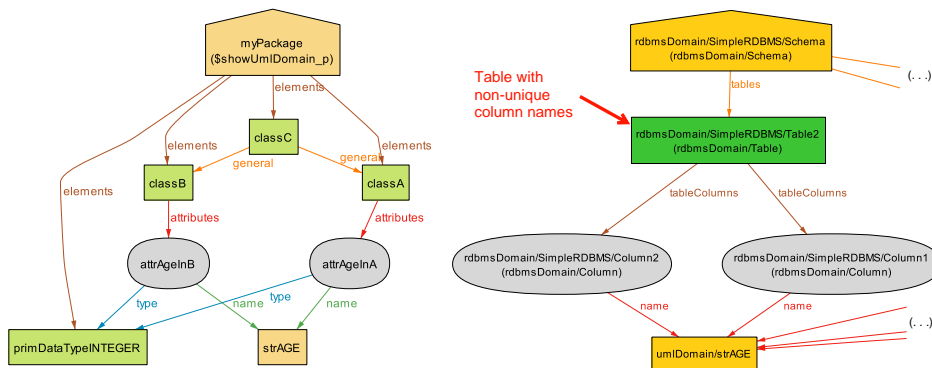 myPackage
($showUmlDomain_p)
elements
classC
elements
elements
elements
general
general
classB
classA
attributes
attributes
attrAgeInB
attrAgeInA
type
name
type
name
primDataTypeINTEGER
strAGE
rdbmsDomain/SimpleRDBMS/Schema
(rdbmsDomain/Schema)
(. . .)
Table with
non-unique
column names
tables
rdbmsDomain/SimpleRDBMS/Table2
(rdbmsDomain/Table)
tableColumns
tableColumns
rdbmsDomain/SimpleRDBMS/Column2
(rdbmsDomain/Column)
rdbmsDomain/SimpleRDBMS/Column1
(rdbmsDomain/Column)
name
name
(. . .)
umlDomain/strAGE